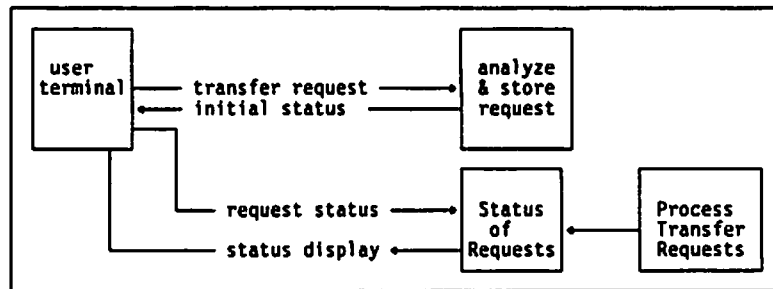 user
terminal
transfer request
initial status
analyze
& store
request
request status
status display
Status
of
Requests
Process
Transfer
Requests